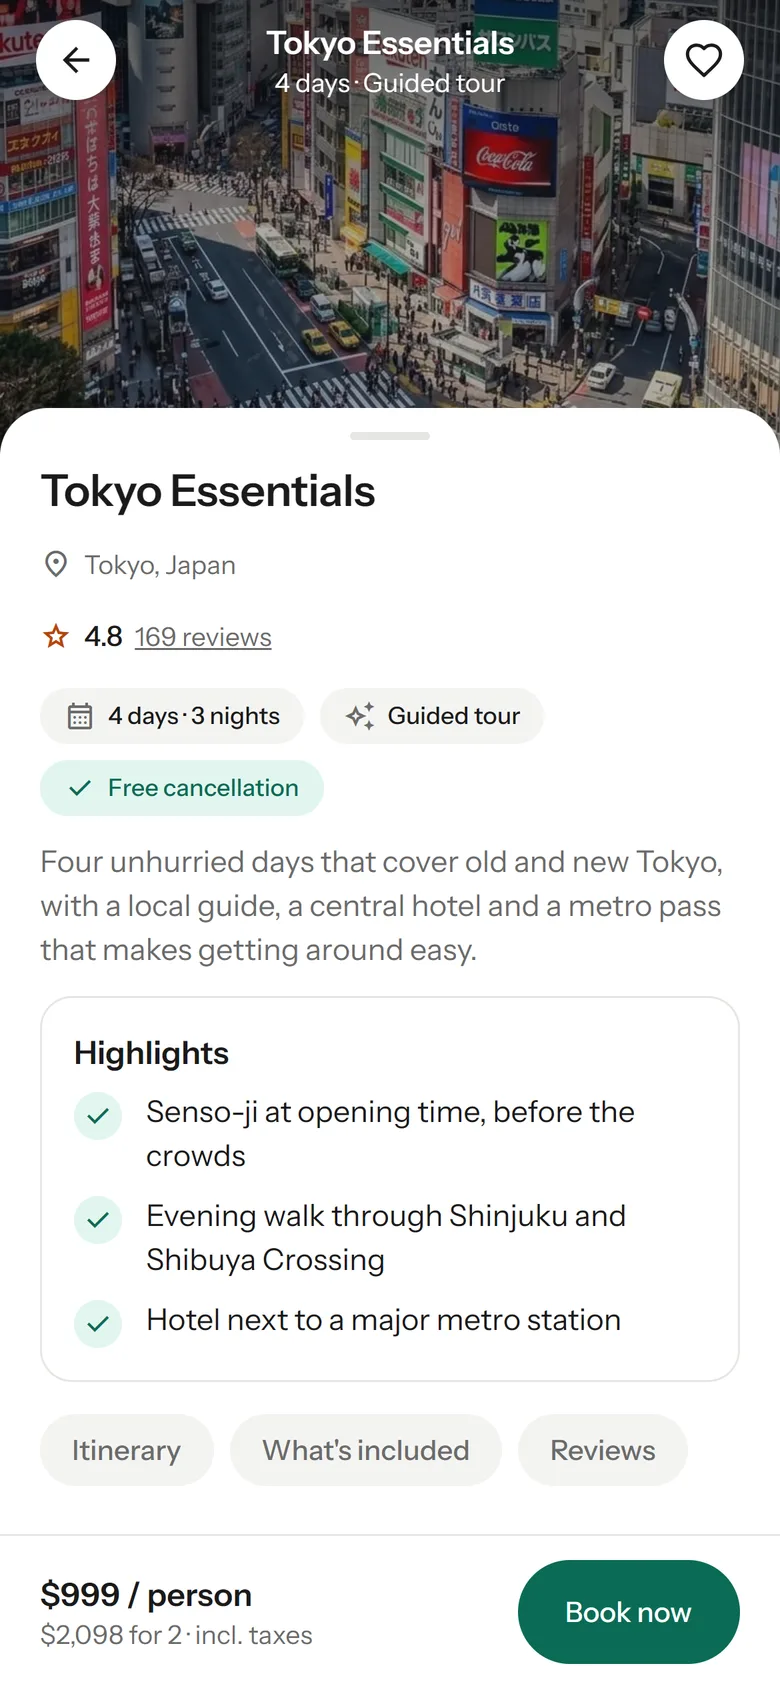 Tokyo Essentials
4 days · Guided tour
Coca-Cola
Tokyo Essentials
Tokyo, Japan
4.8 169 reviews
4 days · 3 nights
Guided tour
Free cancellation
Four unhurried days that cover old and new Tokyo,
with a local guide, a central hotel and a metro pass
that makes getting around easy.
Highlights
Senso-ji at opening time, before the
crowds
Evening walk through Shinjuku and
Shibuya Crossing
Hotel next to a major metro station
Itinerary
What's included
Reviews
$999 / person
$2,098 for 2 · incl. taxes
Book now